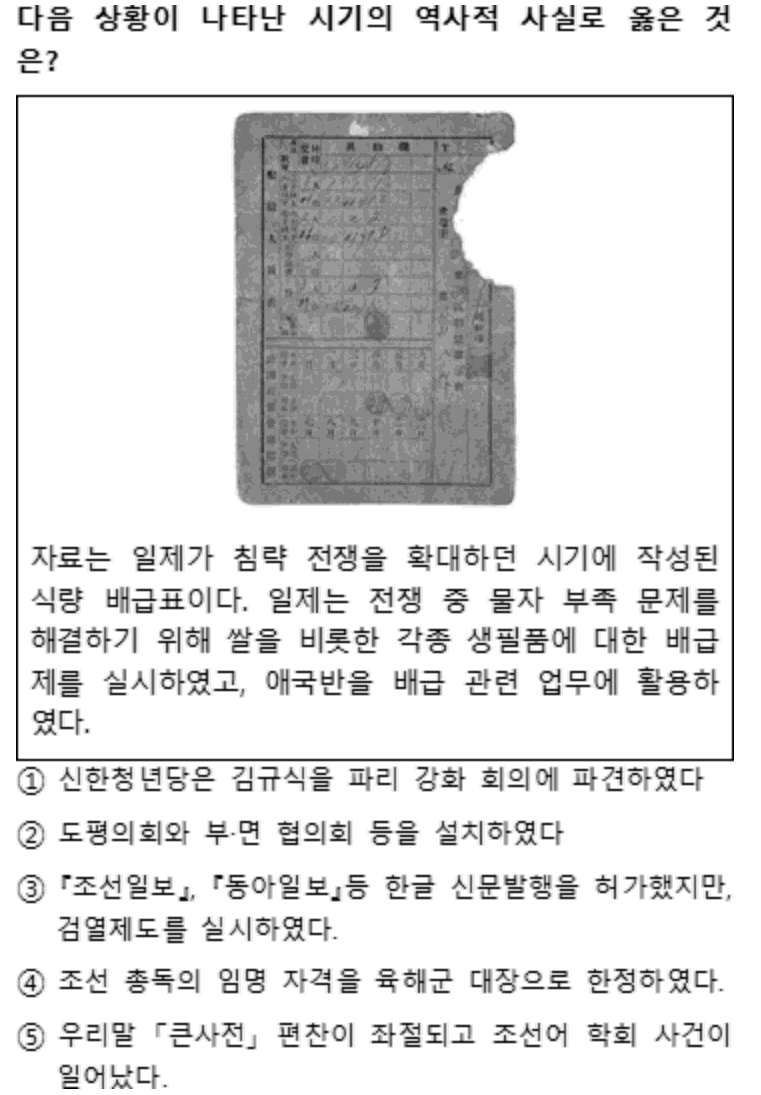 다음 상황이 나타난 시기의 역사적 사실로 옳은 것
은?
자료는 일제가 침략 전쟁을 확대하던 시기에 작성된
식량 배급표이다. 일제는 전쟁 중 물자 부족 문제를
해결하기 위해 쌀을 비롯한 각종 생필품에 대한 배급
제를 실시하였고, 애국반을 배급 관련 업무에 활용하
였다.
① 신한청년당은 김규식을 파리 강화 회의에 파견하였다
② 도평의회와 부·면 협의회 등을 설치하였다
③ 『조선일보』, 『동아일보』등 한글 신문발행을 허가했지만,
검열제도를 실시하였다.
④ 조선 총독의 임명 자격을 육해군 대장으로 한정하였다.
⑤ 우리말 「큰사전」 편찬이 좌절되고 조선어 학회 사건이
일어났다.